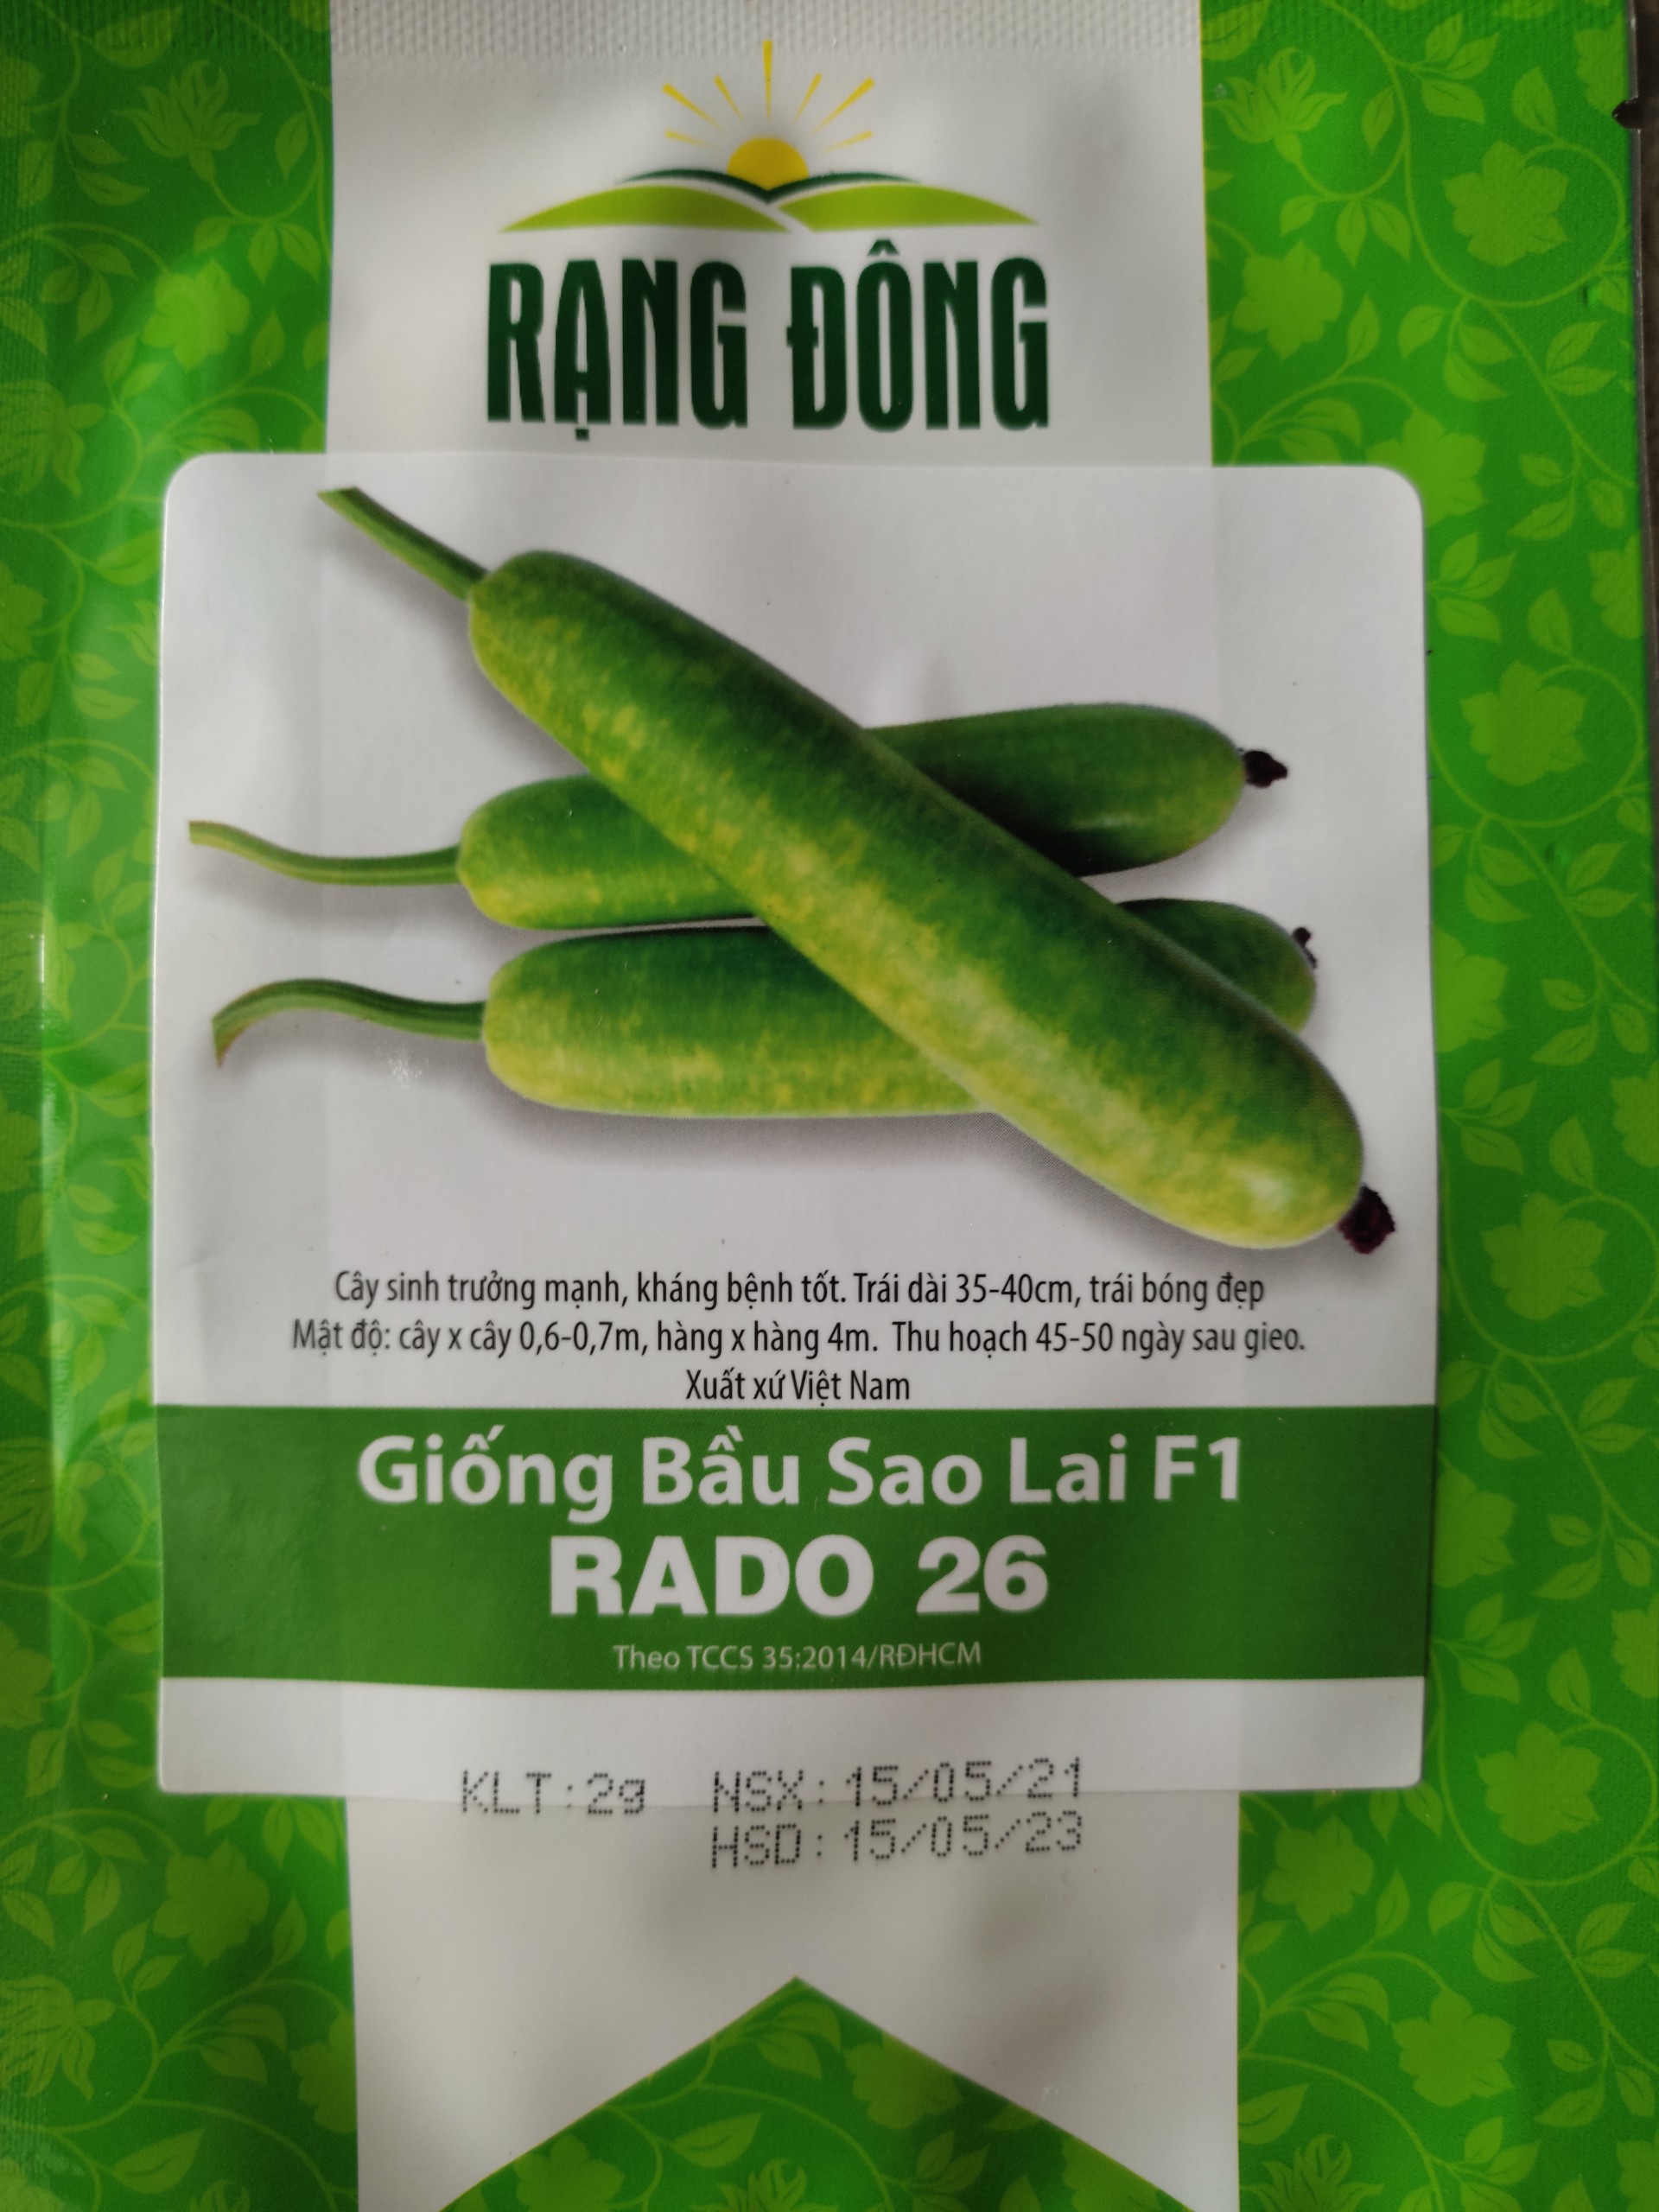 RẠNG ĐÔNG
Cây sinh trưởng mạnh, kháng bệnh tốt. Trái dài 35-40cm, trái bóng đẹp
Mật độ: cây x cây 0,6-0,7m, hàng x hàng 4m. Thu hoạch 45-50 ngày sau gieo.
Xuất xứ Việt Nam
Giống Bầu Sao Lai F1
RADO 26
Theo TCCS 35:2014/RĐHCM
KLT:2g NSX:15/05/21
HSD:15/05/23